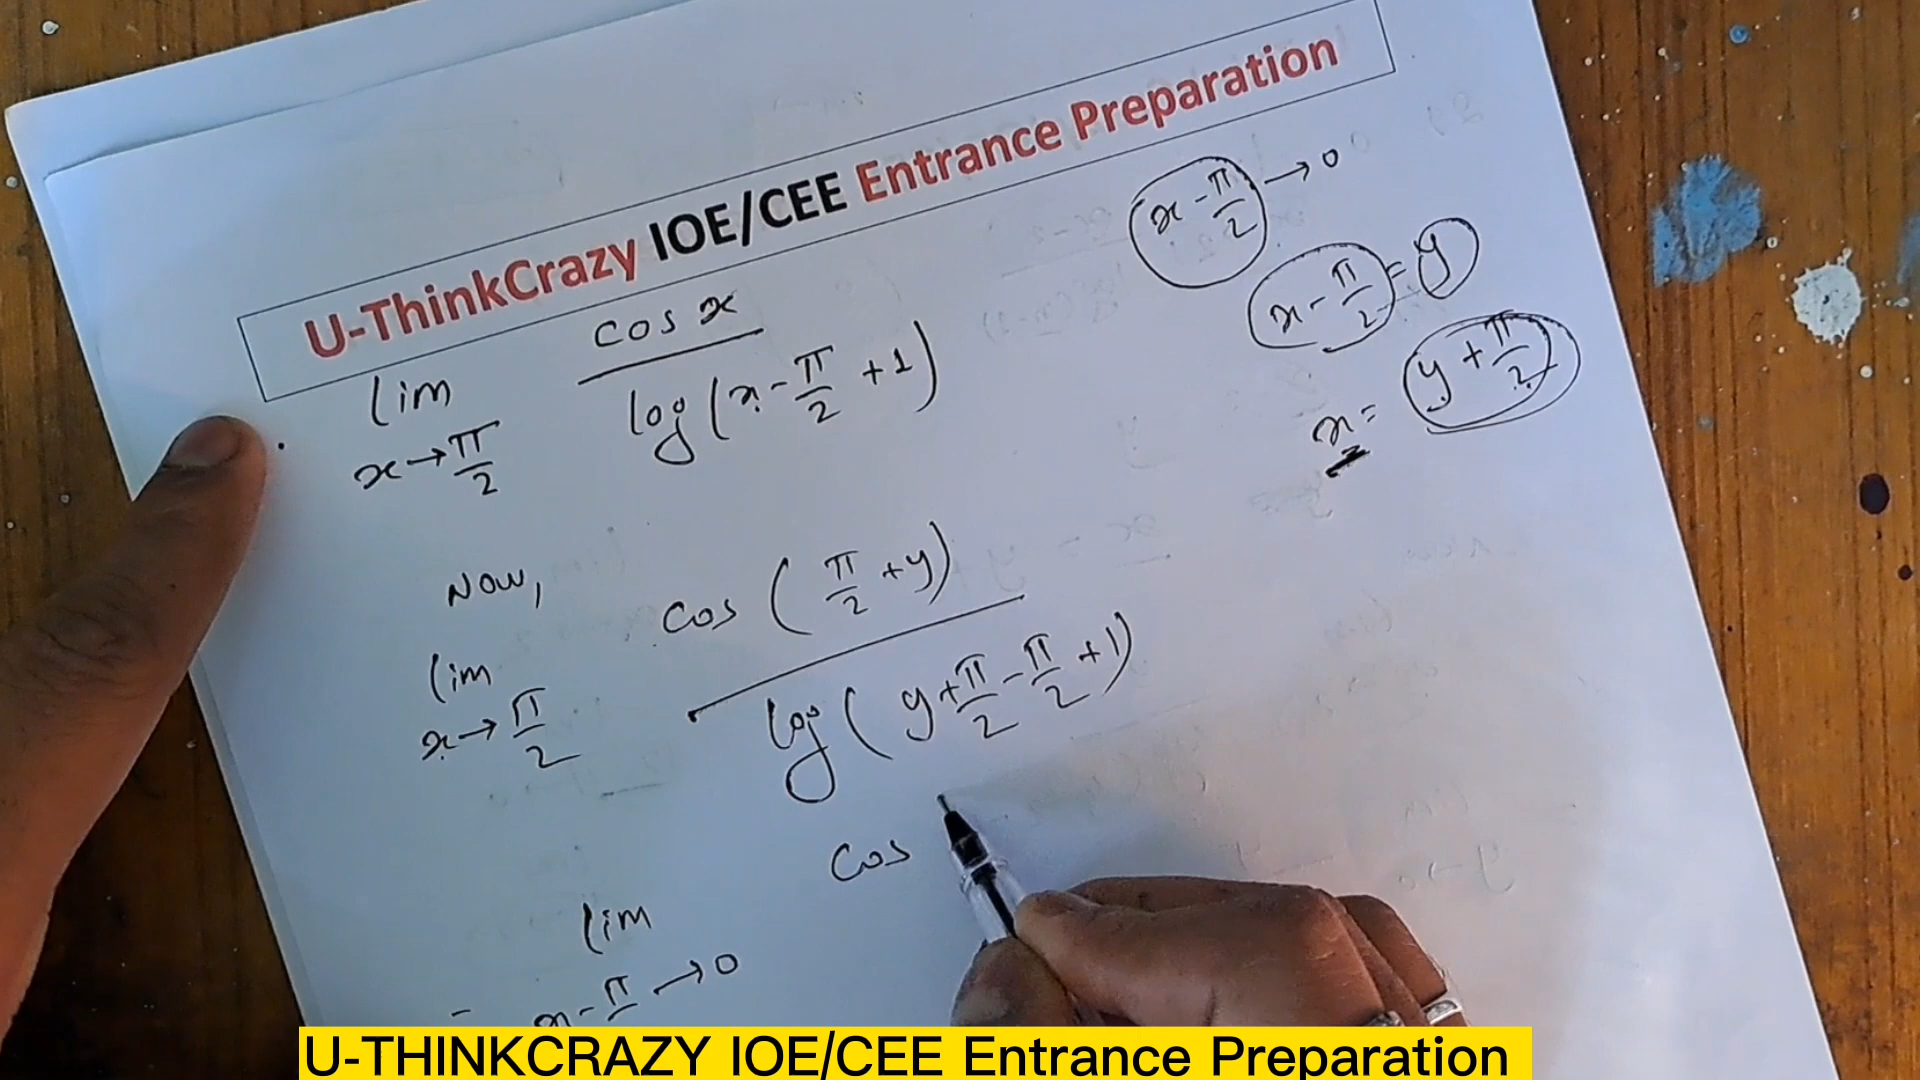 U-ThinkCrazy IOE/CEE Entrance Preparation
x - π/2 → 0
x - π/2 = y
x = y + π/2
lim x→π/2 cos x / log (x - π/2 + 1)
Now,
lim x→π/2 cos (π/2 + y) / log (y + π/2 - π/2 + 1)
cos
= lim x - π/ → 0
U-THINKCRAZY IOE/CEE Entrance Preparation